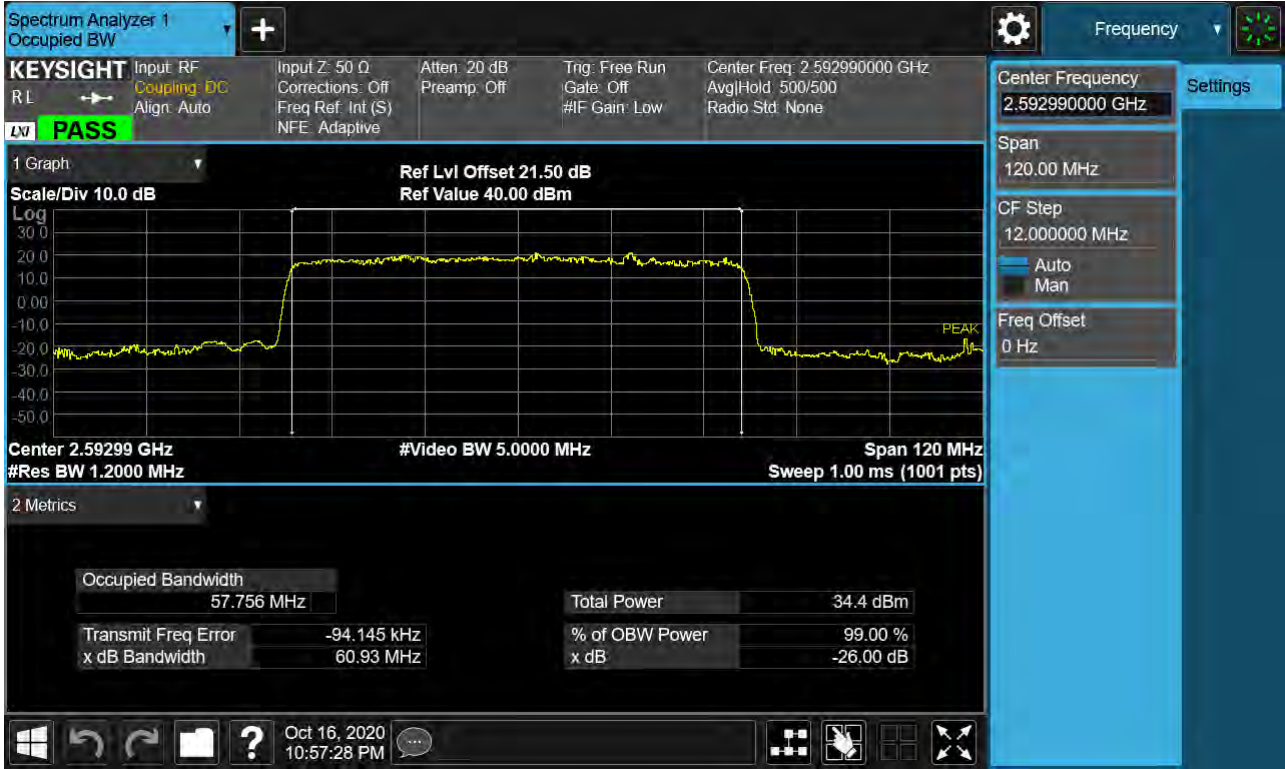 Spectrum Analyzer 1
Occupied BW
+
Frequency
KEYSIGHT
RL
LXI
PASS
Input: RF
Coupling: DC
Align: Auto
Input Z: 50 Ω
Corrections: Off
Freq Ref: Int (S)
NFE: Adaptive
Atten: 20 dB
Preamp: Off
Trig: Free Run
Gate: Off
#IF Gain: Low
Center Freq: 2.592990000 GHz
Avg|Hold: 500/500
Radio Std: None
Center Frequency
2.592990000 GHz
Settings
Span
120.00 MHz
CF Step
12.000000 MHz
Auto
Man
Freq Offset
0 Hz
1 Graph
Scale/Div 10.0 dB
Ref Lvl Offset 21.50 dB
Ref Value 40.00 dBm
Log
30.0
20.0
10.0
0.00
-10.0
-20.0
-30.0
-40.0
-50.0
PEAK
Center 2.59299 GHz
#Video BW 5.0000 MHz
Span 120 MHz
#Res BW 1.2000 MHz
Sweep 1.00 ms (1001 pts)
2 Metrics
Occupied Bandwidth
57.756 MHz
Total Power 34.4 dBm
Transmit Freq Error -94.145 kHz
% of OBW Power 99.00 %
x dB Bandwidth 60.93 MHz
x dB -26.00 dB
?
Oct 16, 2020
10:57:28 PM